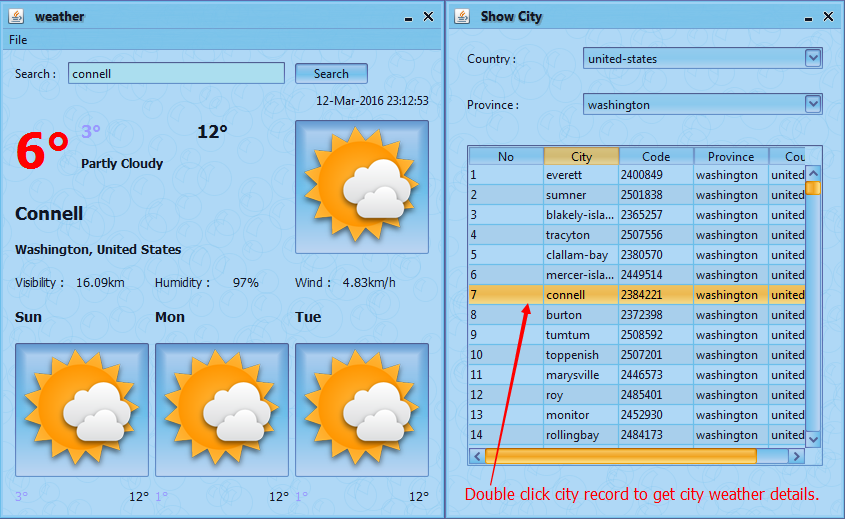 weather
File
Search : connell Search
12-Mar-2016 23:12:53
6° 3° 12°
Partly Cloudy
Connell
Washington, United States
Visibility : 16.09km Humidity : 97% Wind : 4.83km/h
Sun Mon Tue
3° 12° 1° 12° 1° 12°
Show City
Country : united-states
Province : washington
No City Code Province Cou
1 everett 2400849 washington united
2 sumner 2501838 washington united
3 blakely-isla... 2365257 washington united
4 tracyton 2507556 washington united
5 clallam-bay 2380570 washington united
6 mercer-isla... 2449514 washington united
7 connell 2384221 washington united
8 burton 2372398 washington united
9 tumtum 2508592 washington united
10 toppenish 2507201 washington united
11 marysville 2446573 washington united
12 roy 2485401 washington united
13 monitor 2452930 washington united
14 rollingbay 2484173 washington united
Double click city record to get city weather details.